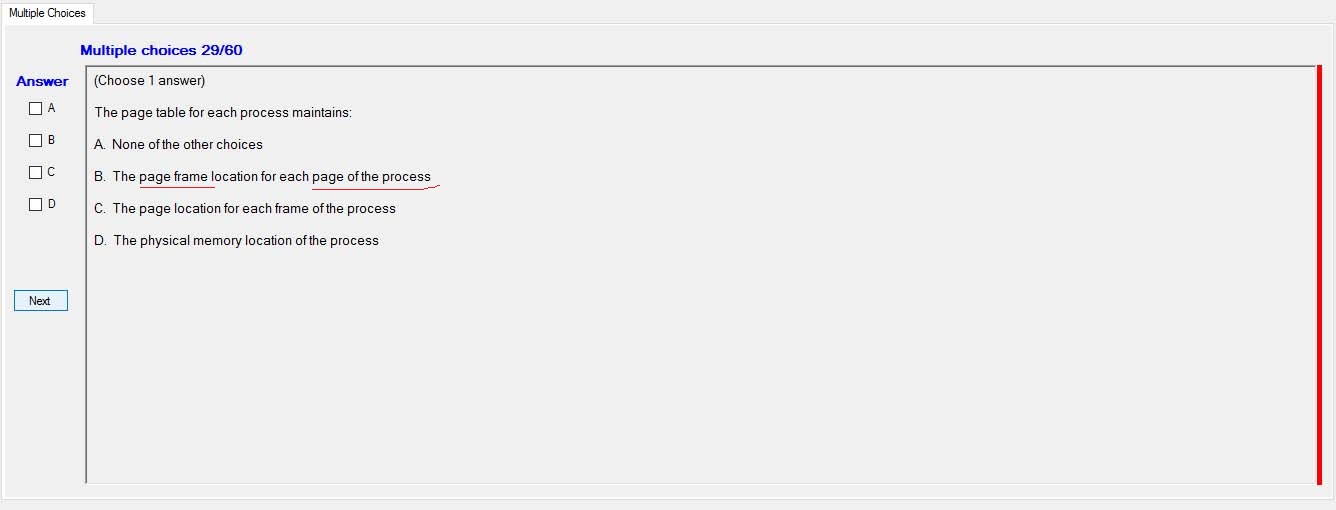 Multiple Choices
Multiple choices 29/60
Answer
(Choose 1 answer)
A
The page table for each process maintains:
B
A. None of the other choices
C
B. The page frame location for each page of the process
D
C. The page location for each frame of the process
D. The physical memory location of the process
Next